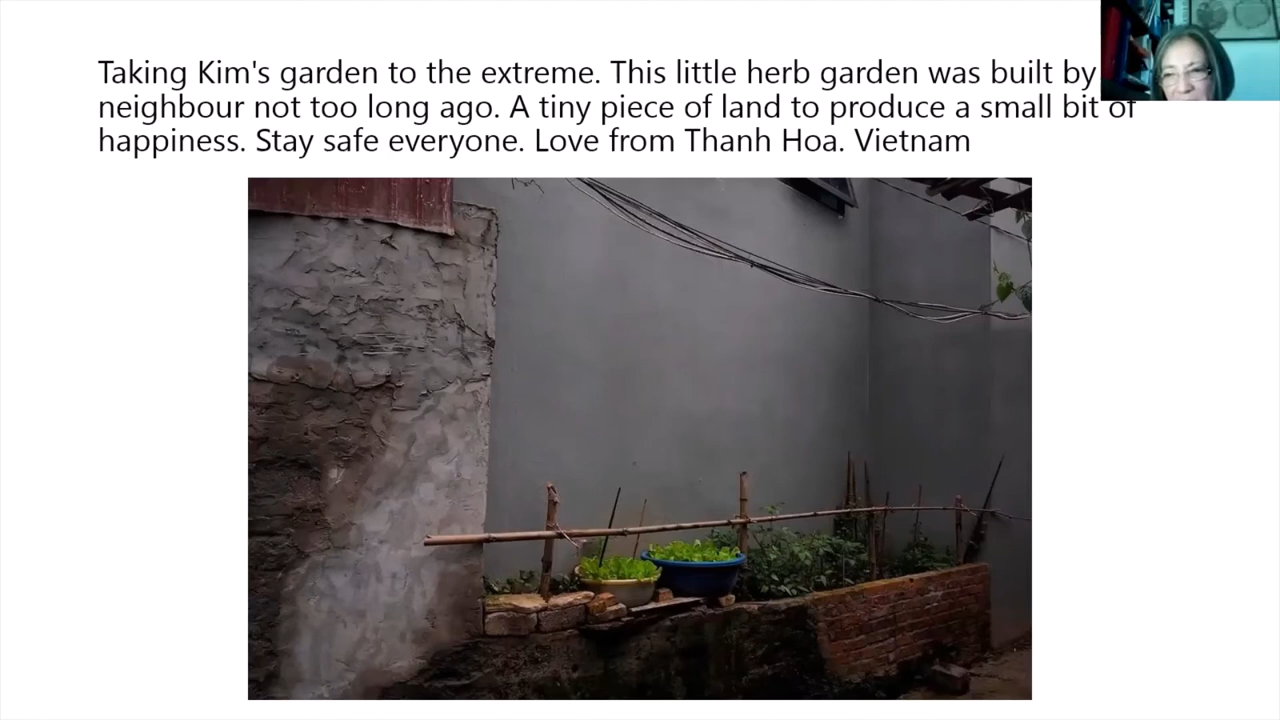 Taking Kim's garden to the extreme. This little herb garden was built by
neighbour not too long ago. A tiny piece of land to produce a small bit of
happiness. Stay safe everyone. Love from Thanh Hoa. Vietnam